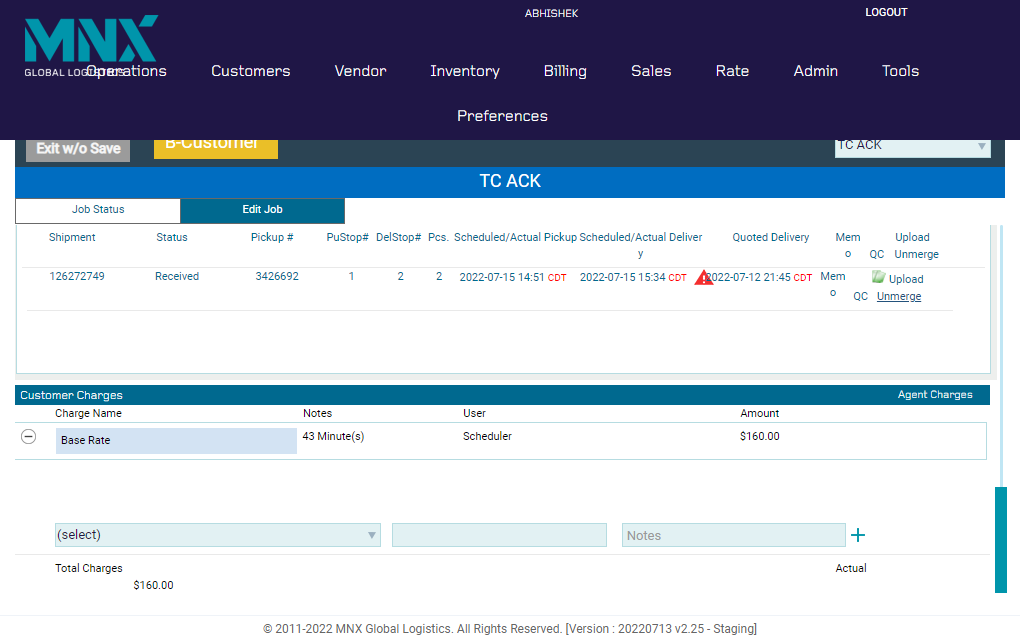 ABHISHEK
LOGOUT
MNX
GLOBAL LOGISTICS
Operations Customers Vendor Inventory Billing Sales Rate Admin Tools
Preferences
Exit w/o Save
B-Customer
TC ACK
TC ACK
Job Status Edit Job
Shipment Status Pickup # PuStop# DelStop# Pcs. Scheduled/Actual Pickup Scheduled/Actual Deliver Quoted Delivery Mem Upload
y o QC Unmerge
126272749 Received 3426692 1 2 2 2022-07-15 14:51 CDT 2022-07-15 15:34 CDT 2022-07-12 21:45 CDT Mem Upload
o QC Unmerge
Customer Charges Agent Charges
Charge Name Notes User Amount
Base Rate 43 Minute(s) Scheduler $160.00
(select) Notes
Total Charges Actual
$160.00
© 2011-2022 MNX Global Logistics. All Rights Reserved. [Version : 20220713 v2.25 - Staging]